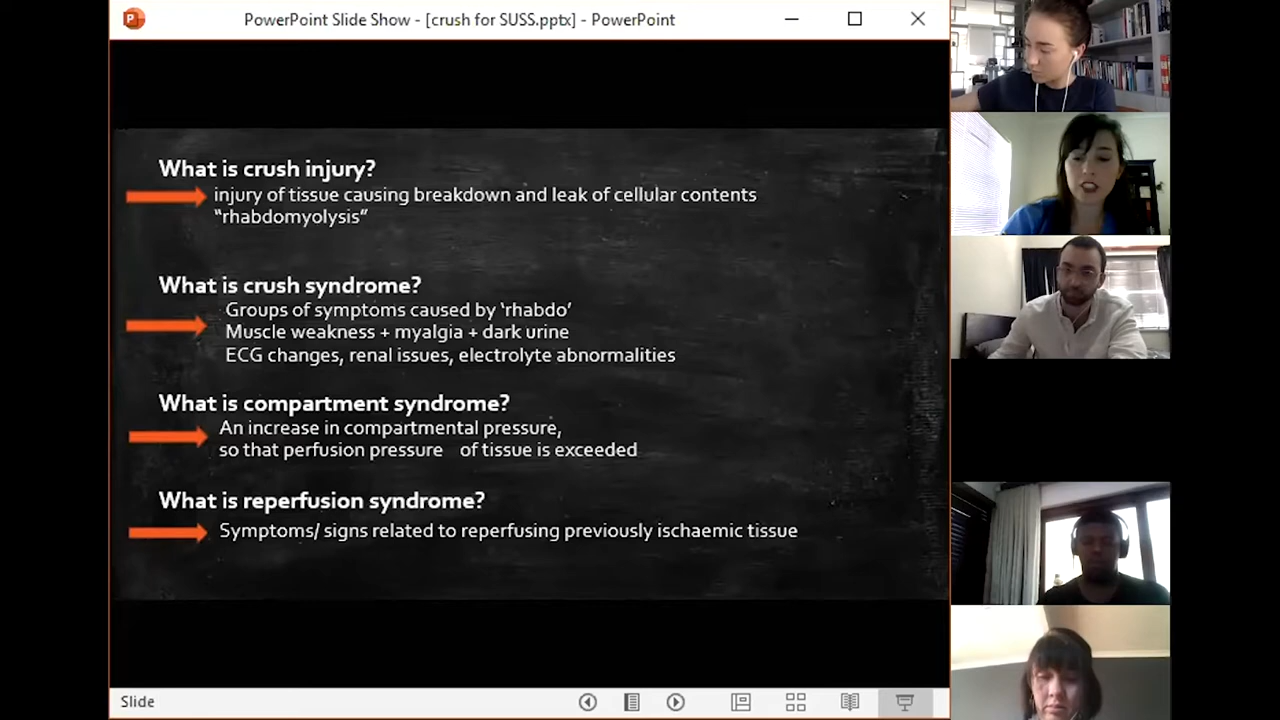 PowerPoint Slide Show - [crush for SUSS.pptx] - PowerPoint
What is crush injury?
injury of tissue causing breakdown and leak of cellular contents
“rhabdomyolysis”
What is crush syndrome?
Groups of symptoms caused by ‘rhabdo’
Muscle weakness + myalgia + dark urine
ECG changes, renal issues, electrolyte abnormalities
What is compartment syndrome?
An increase in compartmental pressure,
so that perfusion pressure of tissue is exceeded
What is reperfusion syndrome?
Symptoms/ signs related to reperfusing previously ischaemic tissue
Slide